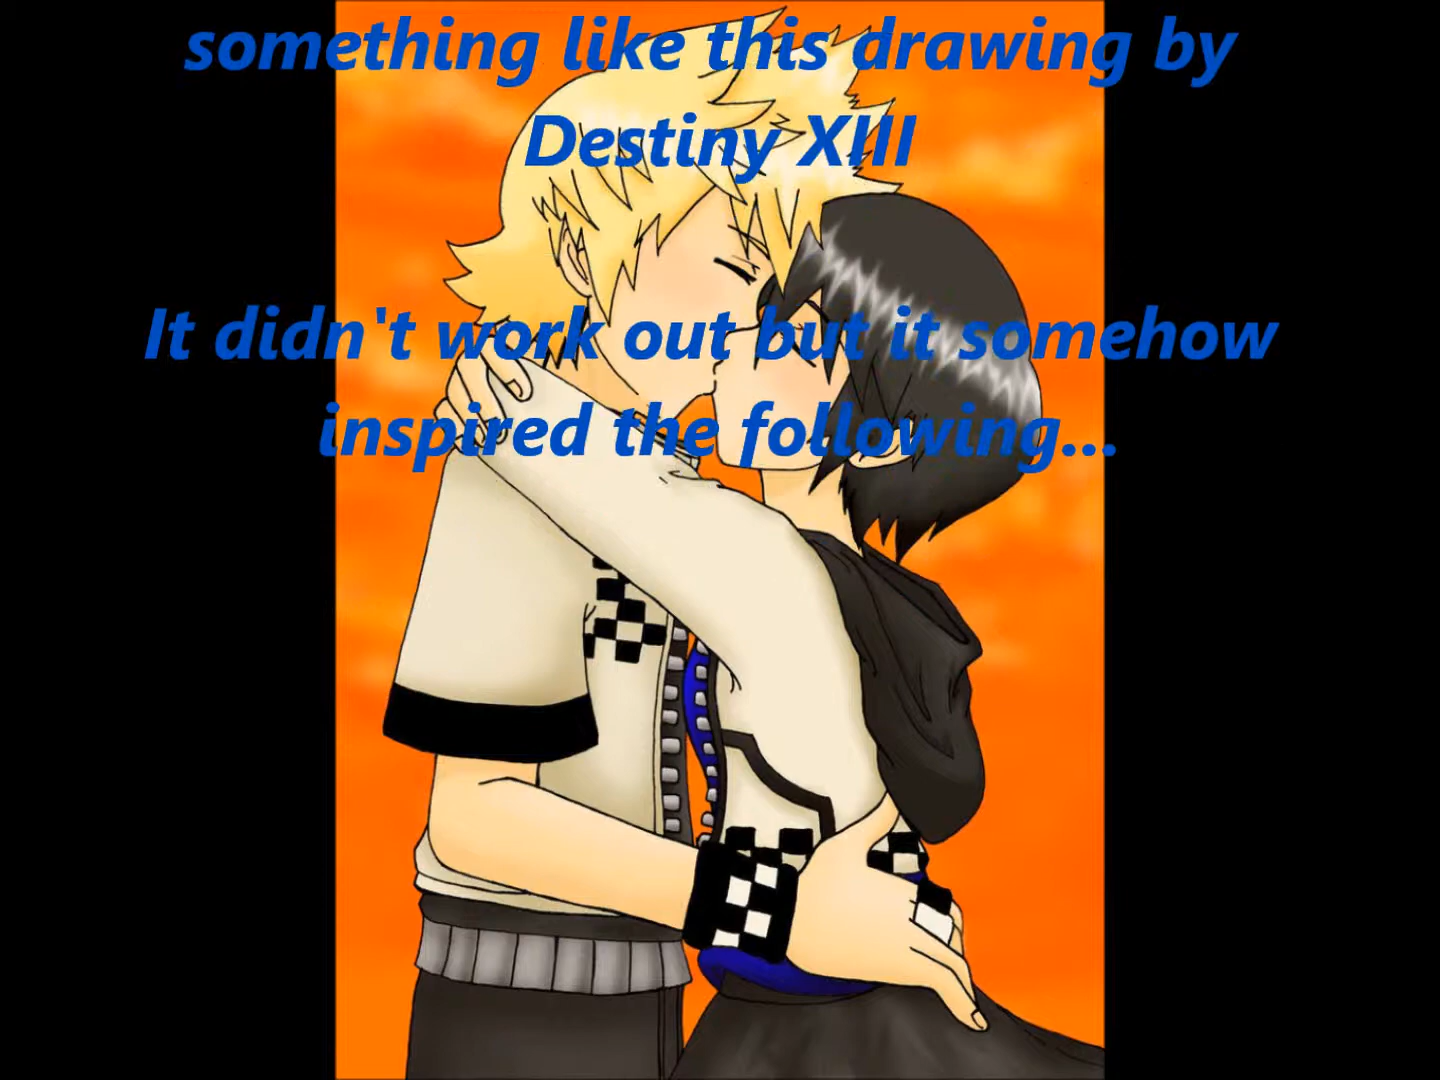 something like this drawing by
Destiny XIII
It didn't work out but it somehow
inspired the following...